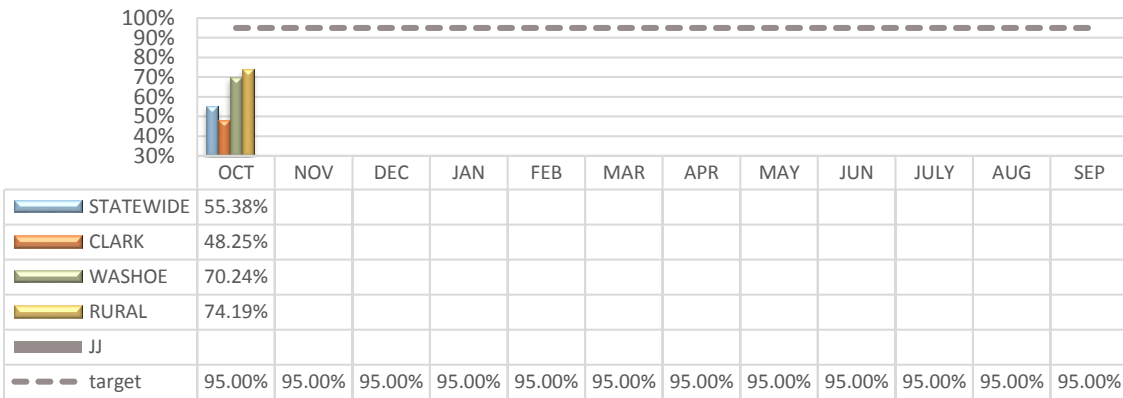 100%
90%
80%
70%
60%
50%
40%
30%
OCT NOV DEC JAN FEB MAR APR MAY JUN JULY AUG SEP
STATEWIDE 55.38%
CLARK 48.25%
WASHOE 70.24%
RURAL 74.19%
JJ
target 95.00% 95.00% 95.00% 95.00% 95.00% 95.00% 95.00% 95.00% 95.00% 95.00% 95.00% 95.00%